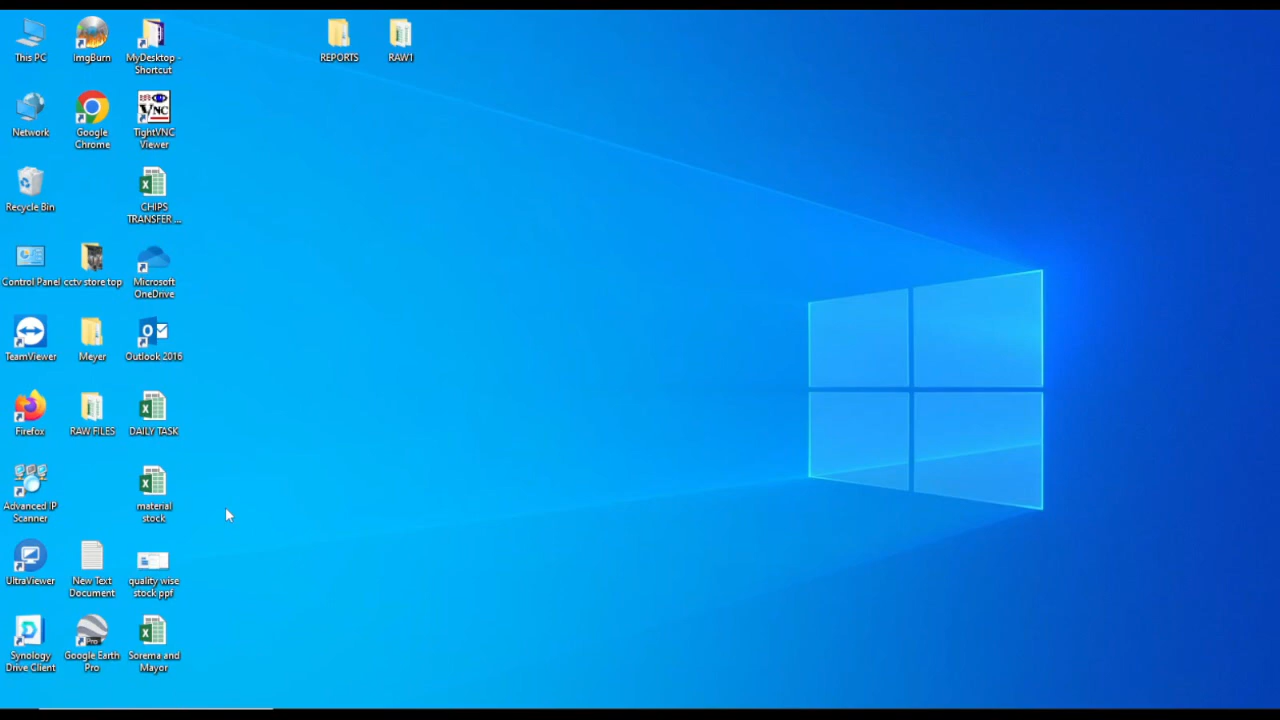 This PC
ImgBurn
MyDesktop -
Shortcut
REPORTS
RAW1
Network
Google
Chrome
VNC
TightVNC
Viewer
Recycle Bin
CHIPS
TRANSFER ...
Control Panel
cctv store top
Microsoft
OneDrive
TeamViewer
Meyer
Outlook 2016
Firefox
RAW FILES
DAILY TASK
Advanced IP
Scanner
material
stock
UltraViewer
New Text
Document
quality wise
stock ppf
Synology
Drive Client
Pro
Google Earth
Pro
Sorema and
Mayor